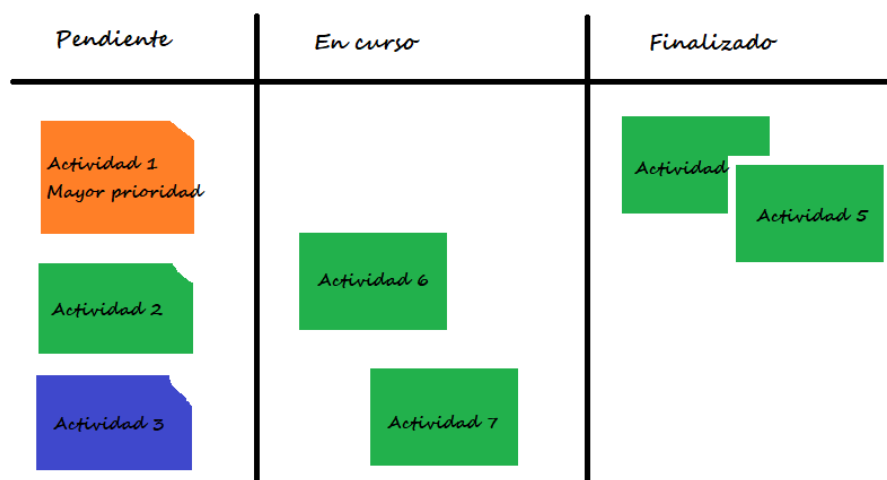 Pendiente
En curso
Finalizado
Actividad 1
Mayor prioridad
Actividad 2
Actividad 3
Actividad 6
Actividad 7
Actividad
Actividad 5